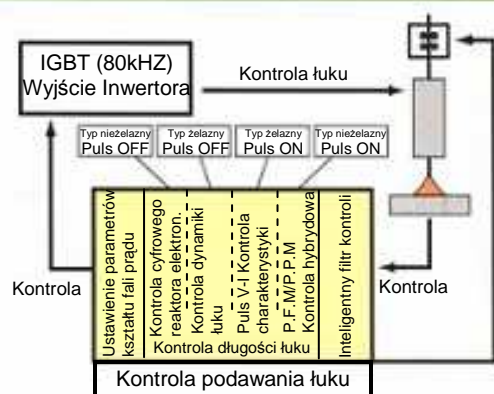 IGBT (80kHZ)
Wyjście Inwertora
Kontrola łuku
Typ nieżelazny
Puls OFF
Typ żelazny
Puls OFF
Typ żelazny
Puls ON
Typ nieżelazny
Puls ON
Ustawienie parametrów
kształtu fali prądu
Kontrola cyfrowego
reaktora elektron.
Kontrola dynamiki
łuku
Puls V-I Kontrola
charakterystyki
P.F.M/P.P.M
Kontrola hybrydowa
Inteligentny filtr kontroli
Kontrola długości łuku
Kontrola
Kontrola
Kontrola podawania łuku